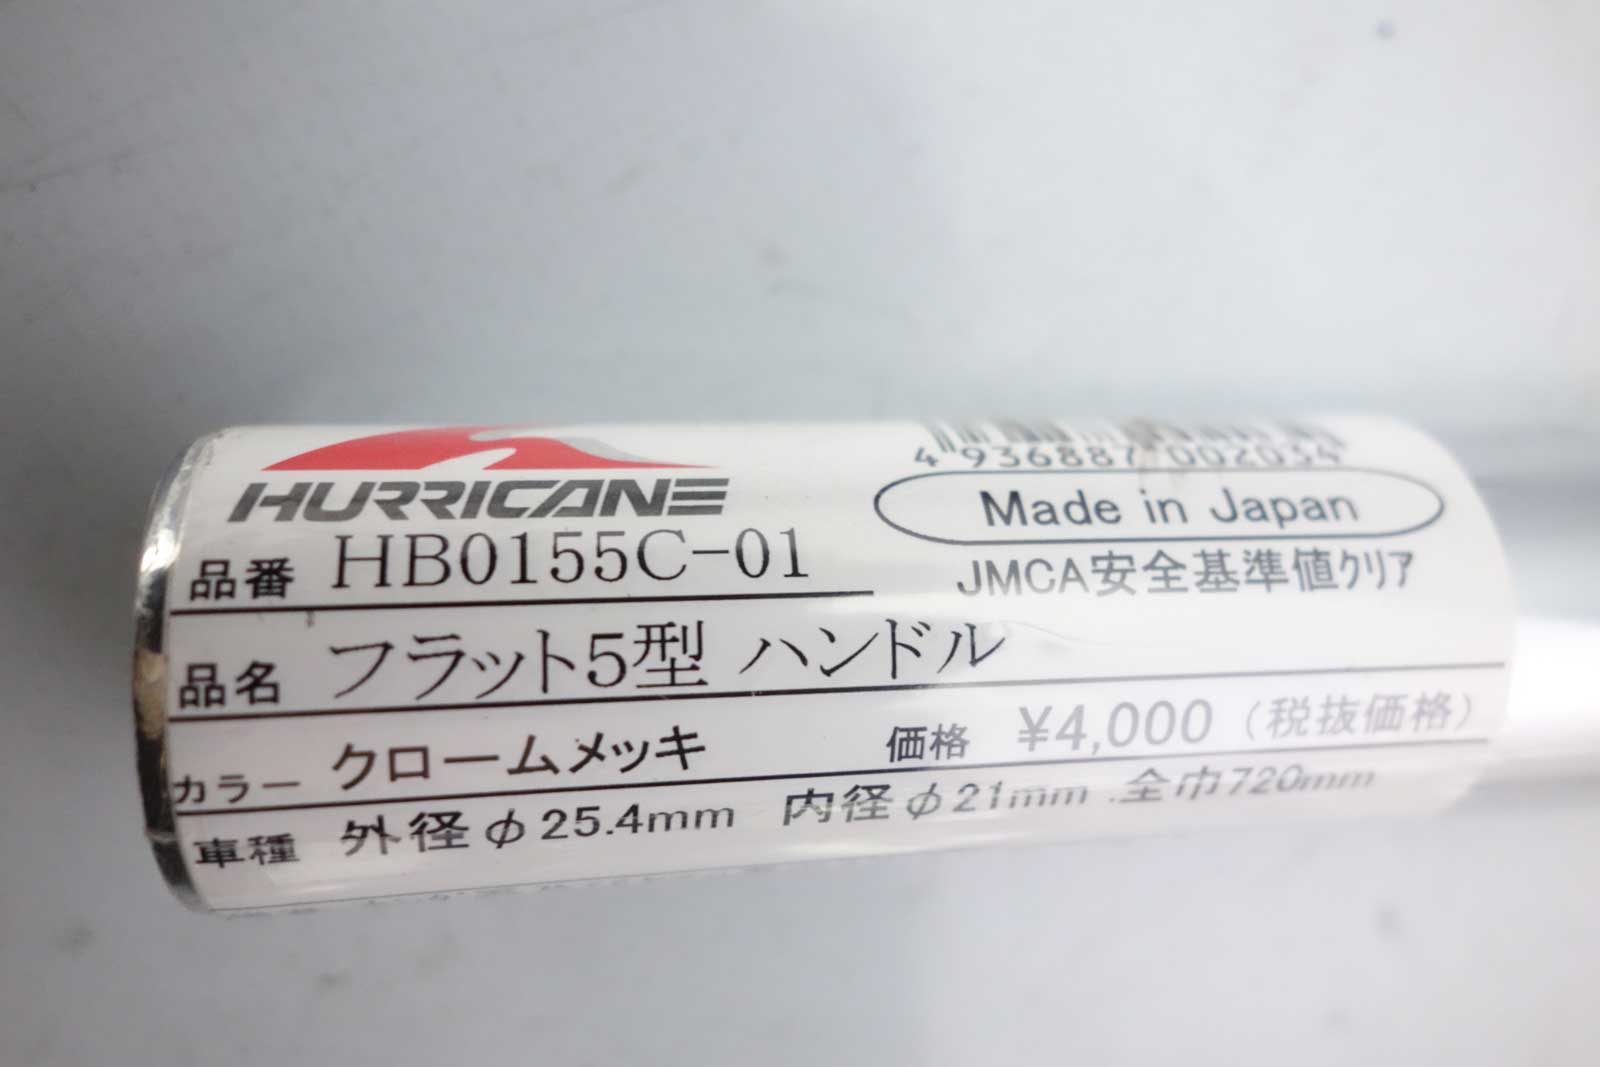 HURRICANE
4 936887 002034
Made in Japan
JMCA安全基準値クリア
品番 HB0155C-01
品名 フラット5型 ハンドル
カラー クロームメッキ 価格 ¥4,000（税抜価格）
車種 外径φ25.4mm 内径φ21mm 全巾720mm